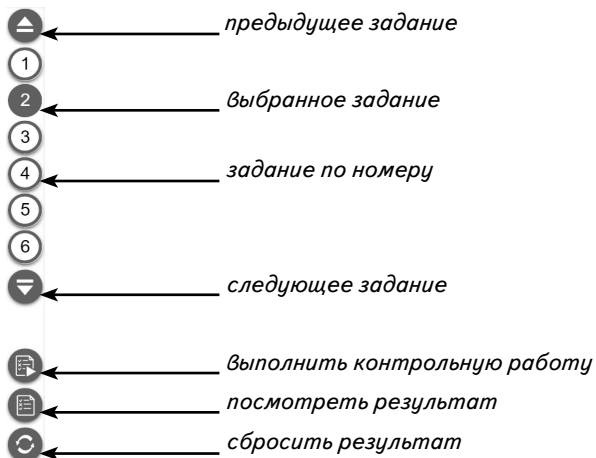 предыдущее задание
1
2 выбранное задание
3
4 задание по номеру
5
6
следующее задание
выполнить контрольную работу
посмотреть результат
сбросить результат